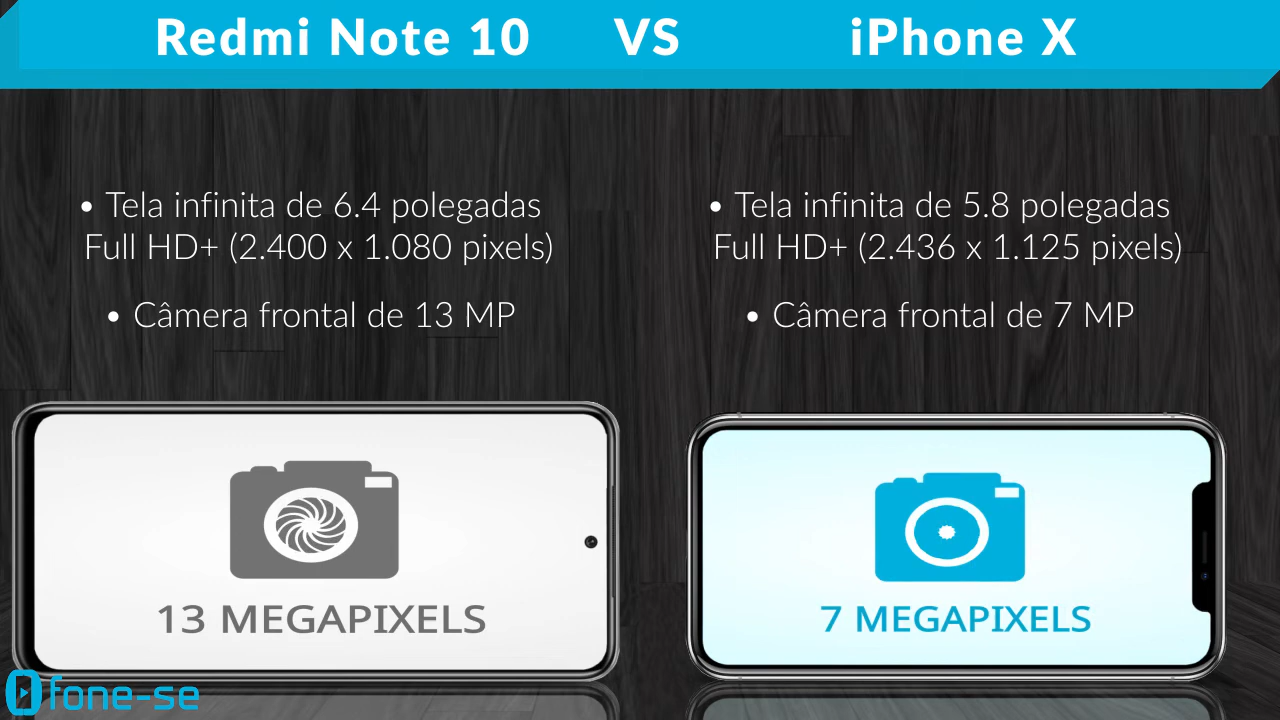 Redmi Note 10 VS iPhone X
• Tela infinita de 6.4 polegadas
Full HD+ (2.400 x 1.080 pixels)
• Câmera frontal de 13 MP
• Tela infinita de 5.8 polegadas
Full HD+ (2.436 x 1.125 pixels)
• Câmera frontal de 7 MP
13 MEGAPIXELS
7 MEGAPIXELS
fone-se